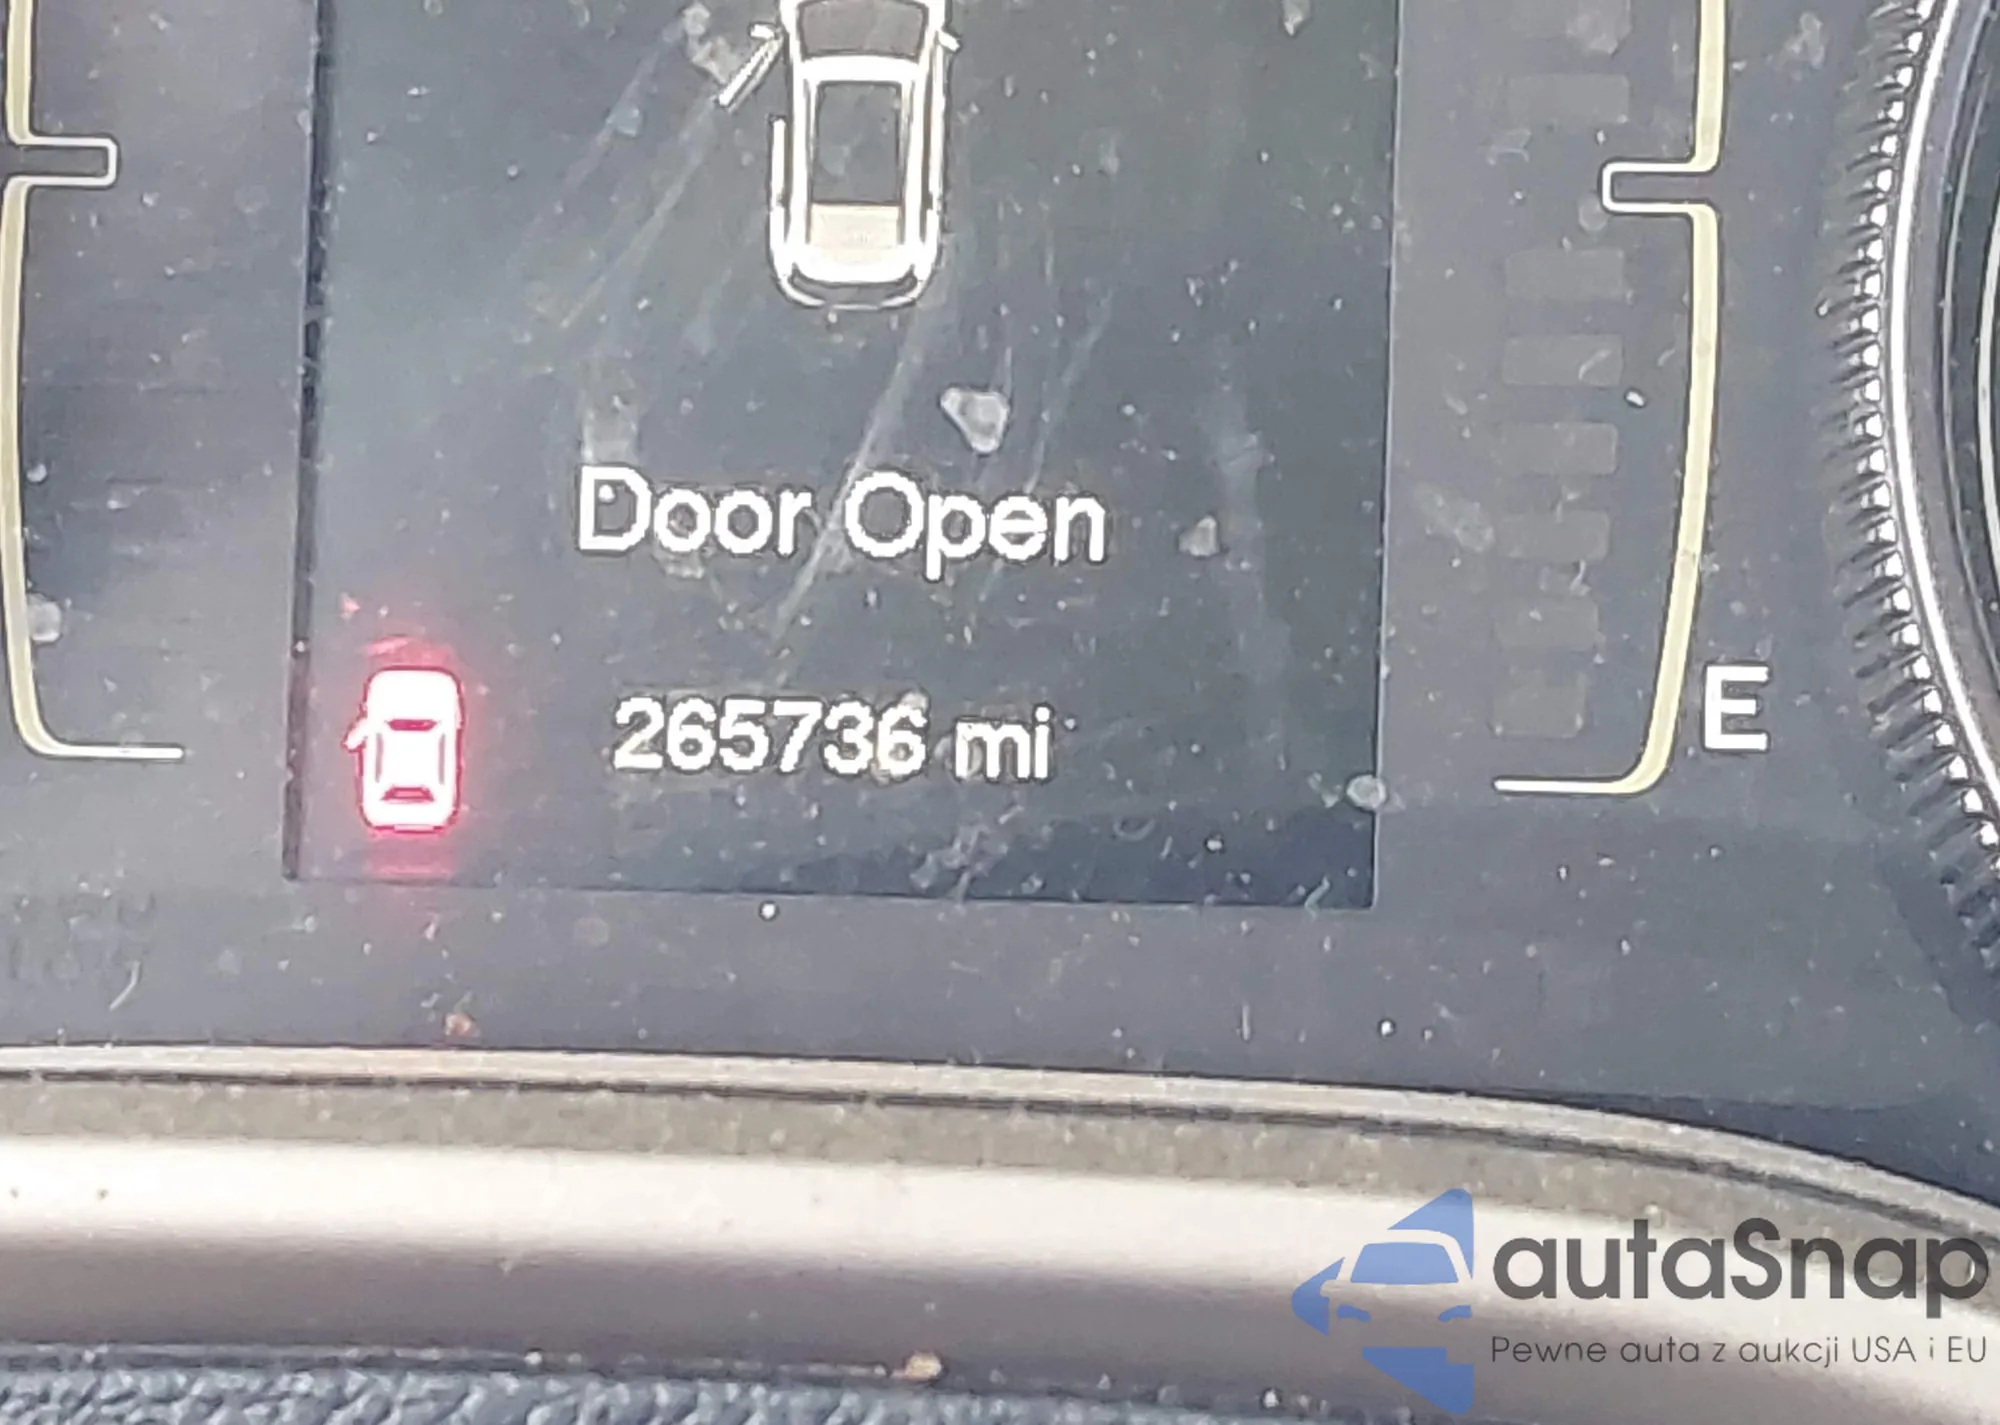 Door Open
265736 mi
E
autaSnap
Pewne auta z aukcji USA i EU